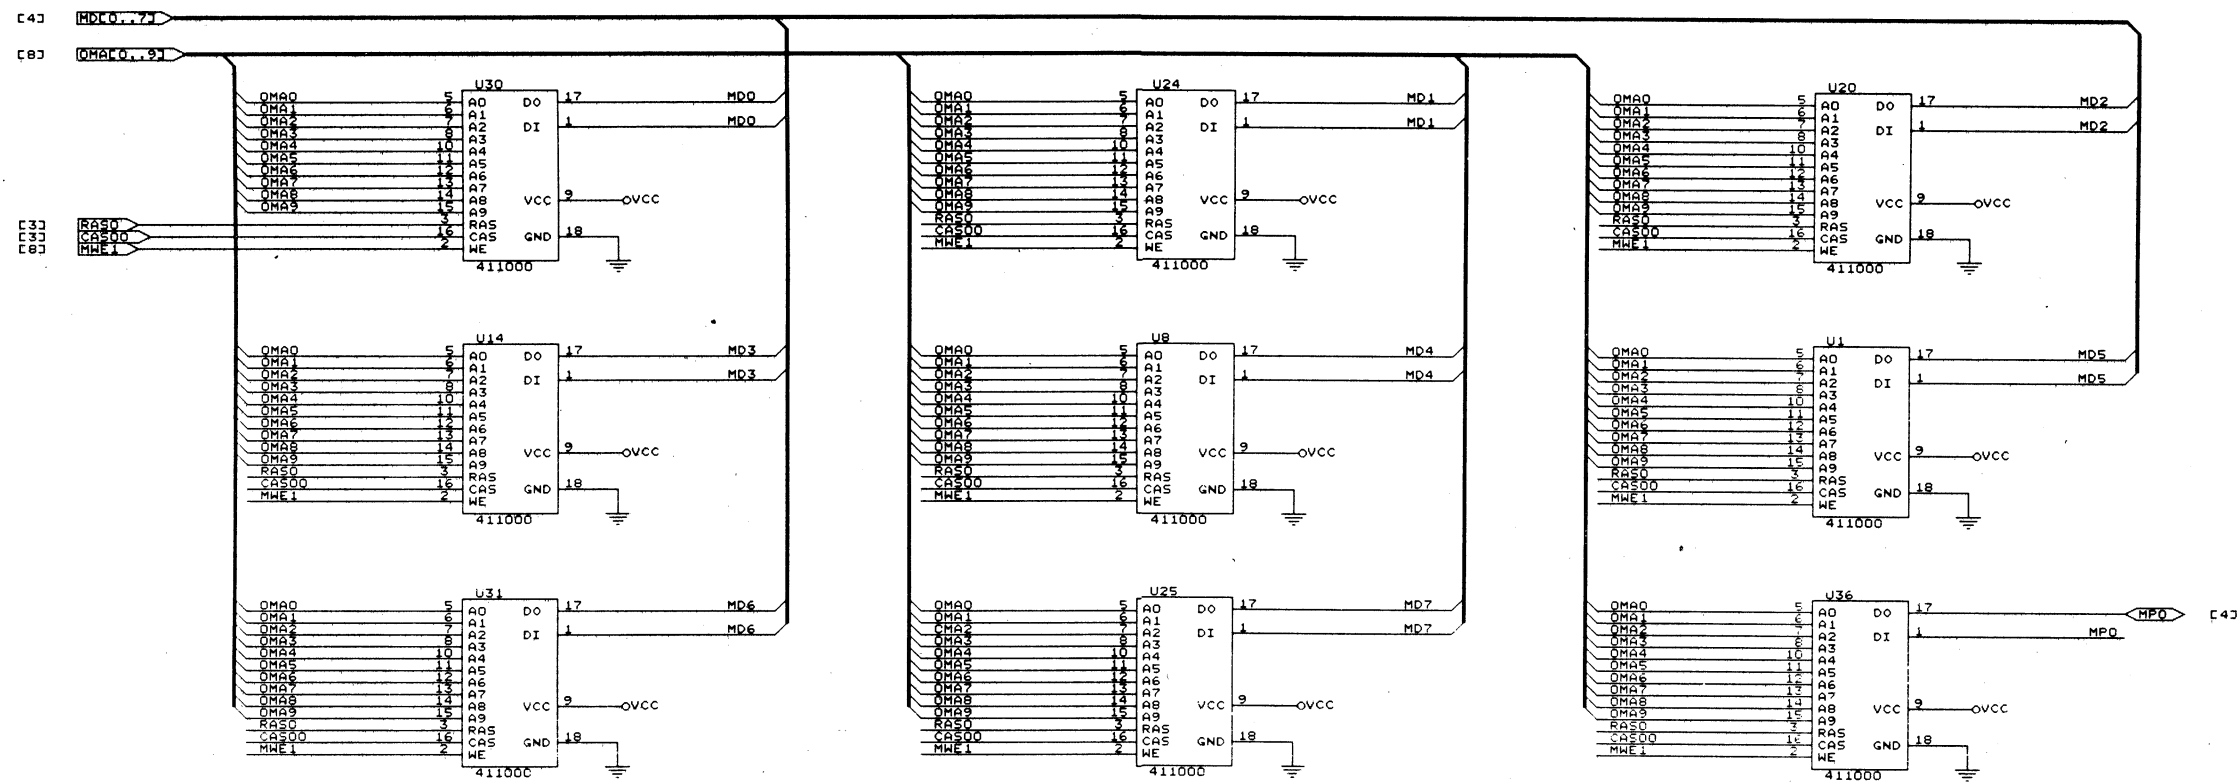 [4] MD[0..7]
[8] OMA[0..9]
U30
OMA0 5 A0 DO 17 MD0
OMA1 6 A1
OMA2 7 A2 DI 1 MD0
OMA3 8 A3
OMA4 10 A4
OMA5 11 A5
OMA6 12 A6
OMA7 13 A7
OMA8 14 A8 VCC 9 VCC
OMA9 15 A9
[3] RAS0 3 RAS
[3] CAS00 16 CAS GND 18
[8] MWE1 2 WE
411000
U24
OMA0 5 A0 DO 17 MD1
OMA1 6 A1
OMA2 7 A2 DI 1 MD1
OMA3 8 A3
OMA4 10 A4
OMA5 11 A5
OMA6 12 A6
OMA7 13 A7
OMA8 14 A8 VCC 9 VCC
OMA9 15 A9
RAS0 3 RAS
CAS00 16 CAS GND 18
MWE1 2 WE
411000
U20
OMA0 5 A0 DO 17 MD2
OMA1 6 A1
OMA2 7 A2 DI 1 MD2
OMA3 8 A3
OMA4 10 A4
OMA5 11 A5
OMA6 12 A6
OMA7 13 A7
OMA8 14 A8 VCC 9 VCC
OMA9 15 A9
RAS0 3 RAS
CAS00 16 CAS GND 18
MWE1 2 WE
411000
U14
OMA0 5 A0 DO 17 MD3
OMA1 6 A1
OMA2 7 A2 DI 1 MD3
OMA3 8 A3
OMA4 10 A4
OMA5 11 A5
OMA6 12 A6
OMA7 13 A7
OMA8 14 A8 VCC 9 VCC
OMA9 15 A9
RAS0 3 RAS
CAS00 16 CAS GND 18
MWE1 2 WE
411000
U8
OMA0 5 A0 DO 17 MD4
OMA1 6 A1
OMA2 7 A2 DI 1 MD4
OMA3 8 A3
OMA4 10 A4
OMA5 11 A5
OMA6 12 A6
OMA7 13 A7
OMA8 14 A8 VCC 9 VCC
OMA9 15 A9
RAS0 3 RAS
CAS00 16 CAS GND 18
MWE1 2 WE
411000
U1
OMA0 5 A0 DO 17 MD5
OMA1 6 A1
OMA2 7 A2 DI 1 MD5
OMA3 8 A3
OMA4 10 A4
OMA5 11 A5
OMA6 12 A6
OMA7 13 A7
OMA8 14 A8 VCC 9 VCC
OMA9 15 A9
RAS0 3 RAS
CAS00 16 CAS GND 18
MWE1 2 WE
411000
U31
OMA0 5 A0 DO 17 MD6
OMA1 6 A1
OMA2 7 A2 DI 1 MD6
OMA3 8 A3
OMA4 10 A4
OMA5 11 A5
OMA6 12 A6
OMA7 13 A7
OMA8 14 A8 VCC 9 VCC
OMA9 15 A9
RAS0 3 RAS
CAS00 16 CAS GND 18
MWE1 2 WE
411000
U25
OMA0 5 A0 DO 17 MD7
OMA1 6 A1
OMA2 7 A2 DI 1 MD7
OMA3 8 A3
OMA4 10 A4
OMA5 11 A5
OMA6 12 A6
OMA7 13 A7
OMA8 14 A8 VCC 9 VCC
OMA9 15 A9
RAS0 3 RAS
CAS00 16 CAS GND 18
MWE1 2 WE
411000
U36
OMA0 5 A0 DO 17 MP0 [4]
OMA1 6 A1
OMA2 7 A2 DI 1 MP0
OMA3 8 A3
OMA4 10 A4
OMA5 11 A5
OMA6 12 A6
OMA7 13 A7
OMA8 14 A8 VCC 9 VCC
OMA9 15 A9
RAS0 3 RAS
CAS00 16 CAS GND 18
MWE1 2 WE
411000